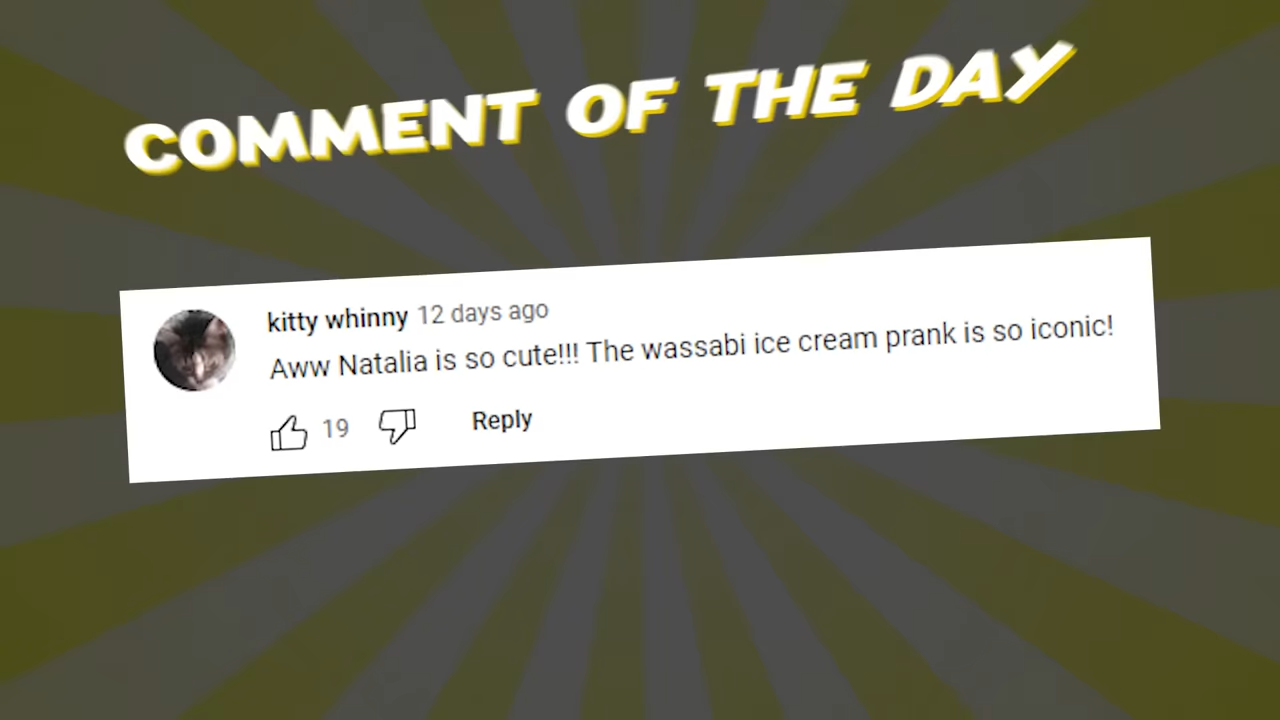 COMMENT OF THE DAY
kitty whinny 12 days ago
Aww Natalia is so cute!!! The wassabi ice cream prank is so iconic!
19 Reply